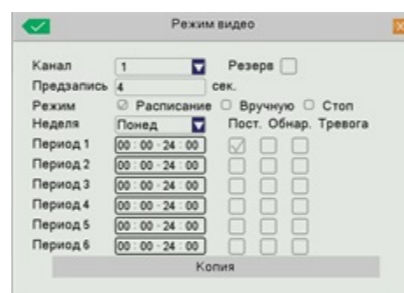 Режим видео
Канал 1 Резерв
Предзапись 4 сек.
Режим Расписание Вручную Стоп
Неделя Понед Пост. Обнар. Тревога
Период 1 00 : 00 - 24 : 00
Период 2 00 : 00 - 24 : 00
Период 3 00 : 00 - 24 : 00
Период 4 00 : 00 - 24 : 00
Период 5 00 : 00 - 24 : 00
Период 6 00 : 00 - 24 : 00
Копия